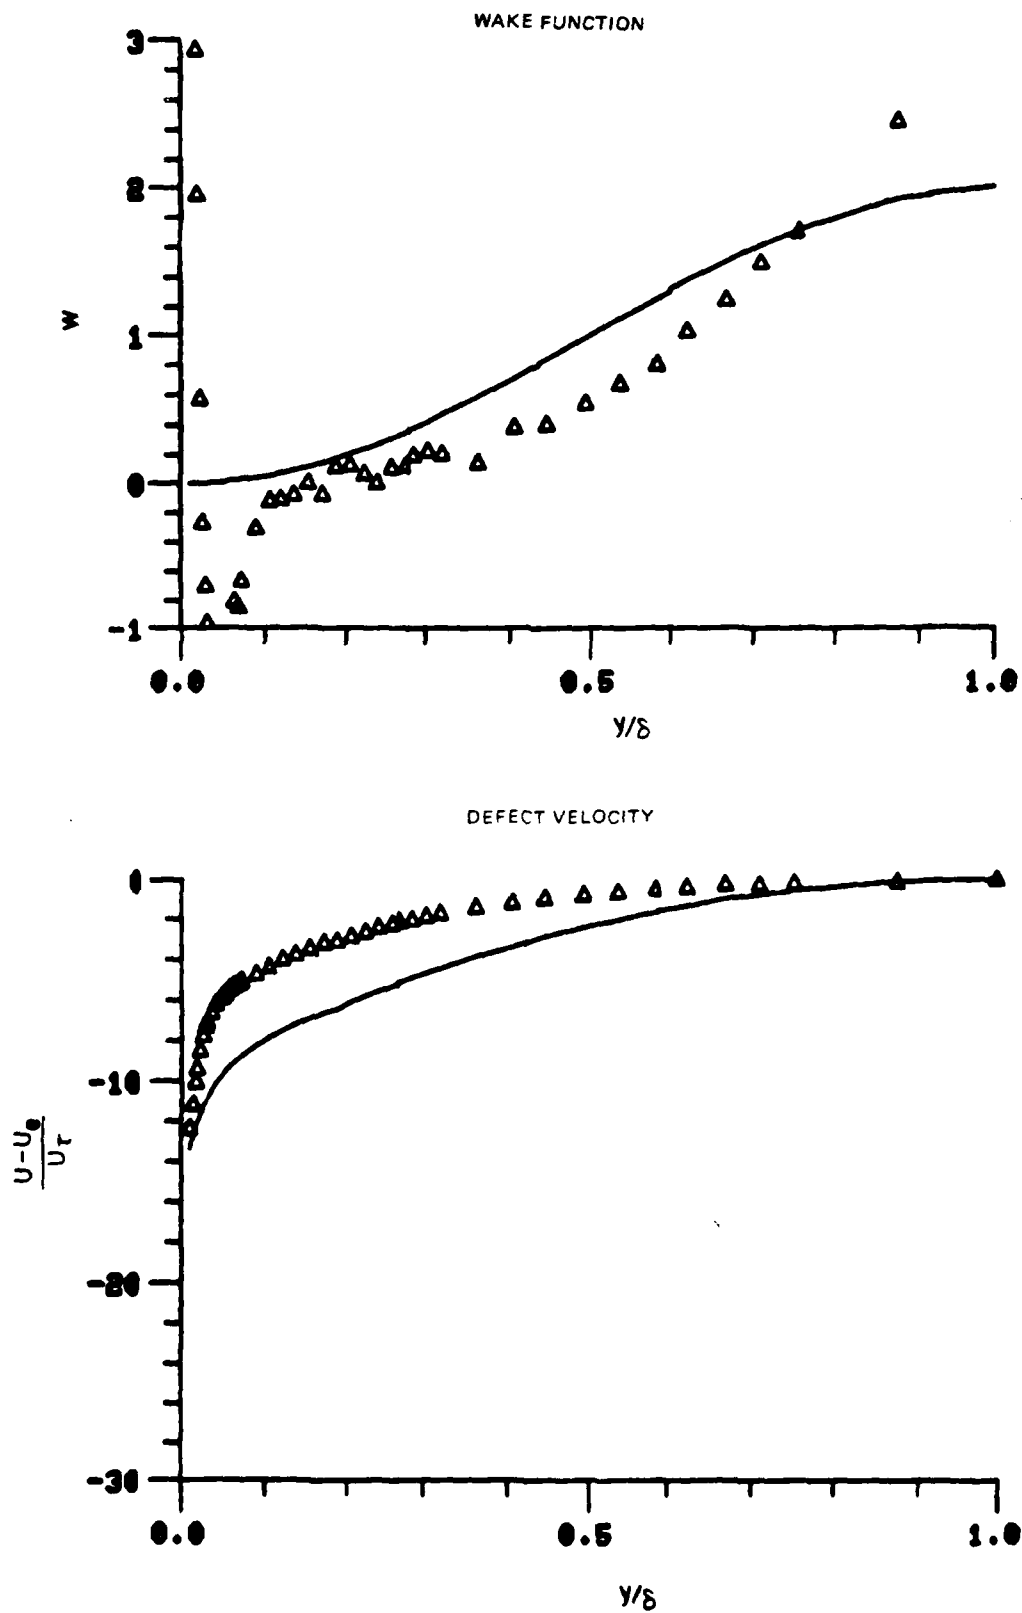 WAKE FUNCTION
3
2
1
0
-1
W
0.0 0.5 1.0
y/δ
DEFECT VELOCITY
0
-10
-20
-30
U-Ue
Uτ
0.0 0.5 1.0
y/δ